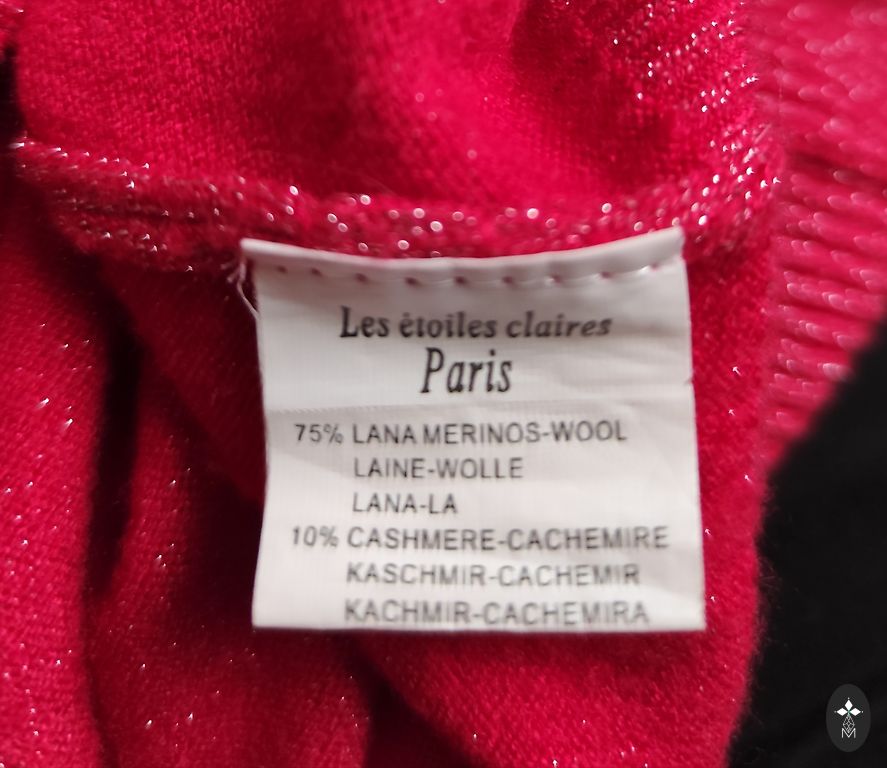 Les étoiles claires
Paris
75% LANA MERINOS-WOOL
LAINE-WOLLE
LANA-LA
10% CASHMERE-CACHEMIRE
KASCHMIR-CACHEMIR
KACHMIR-CACHEMIRA
M